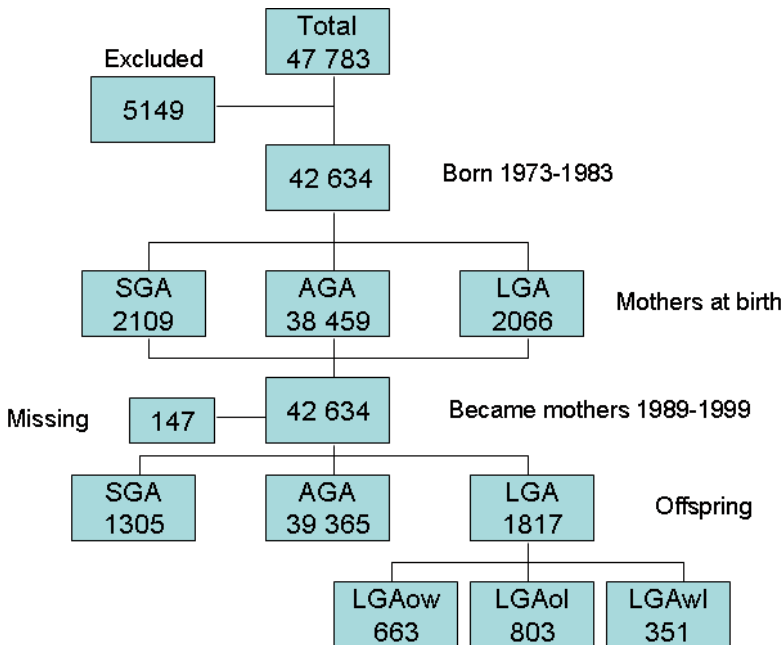 Total
47 783
Excluded
5149
42 634
Born 1973-1983
SGA
2109
AGA
38 459
LGA
2066
Mothers at birth
Missing
147
42 634
Became mothers 1989-1999
SGA
1305
AGA
39 365
LGA
1817
Offspring
LGAow
663
LGAol
803
LGAwl
351